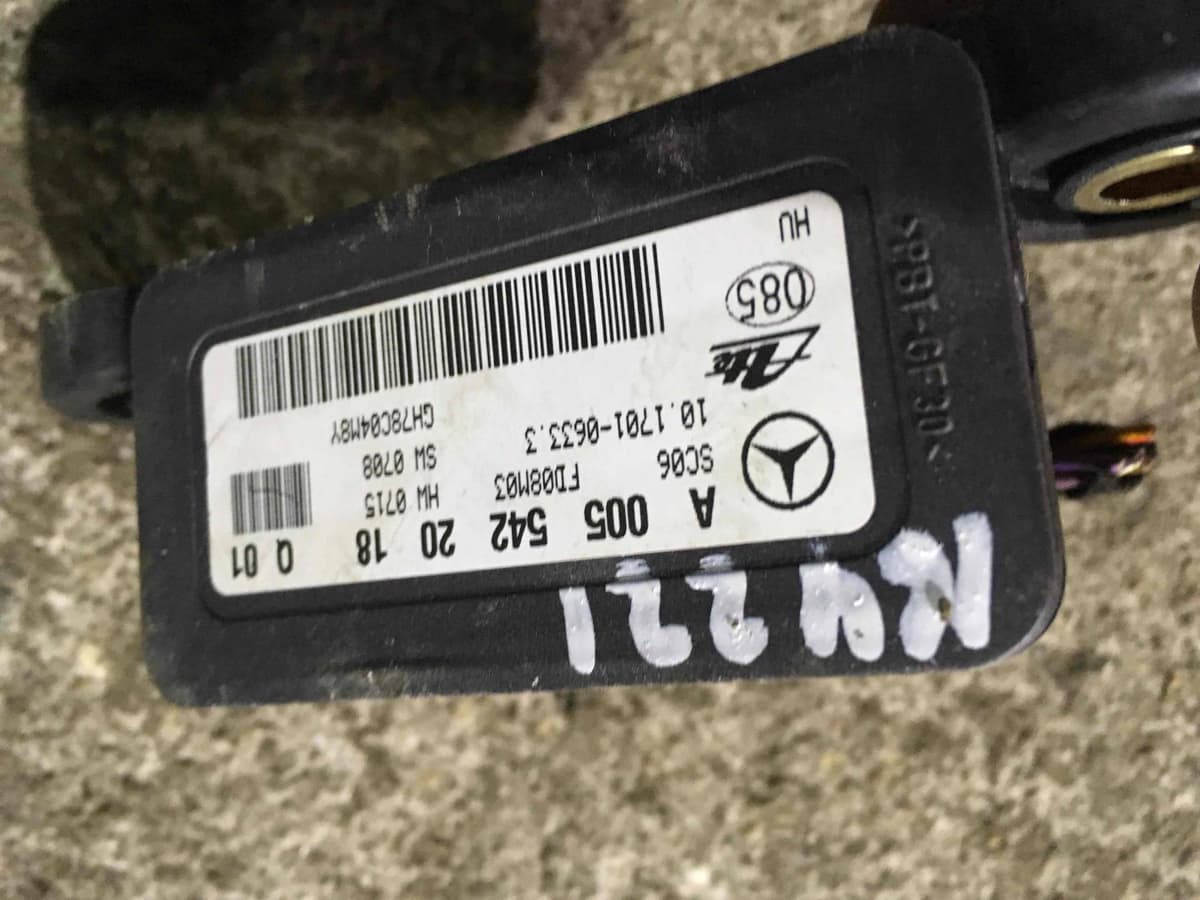 A 005 542 20 18 Q 01
SC06 FD08M03 HW 0715
10.1701-0633.3 SW 0708
GH78C04M8Y
Ate
085
HU
>PBT-GF30<